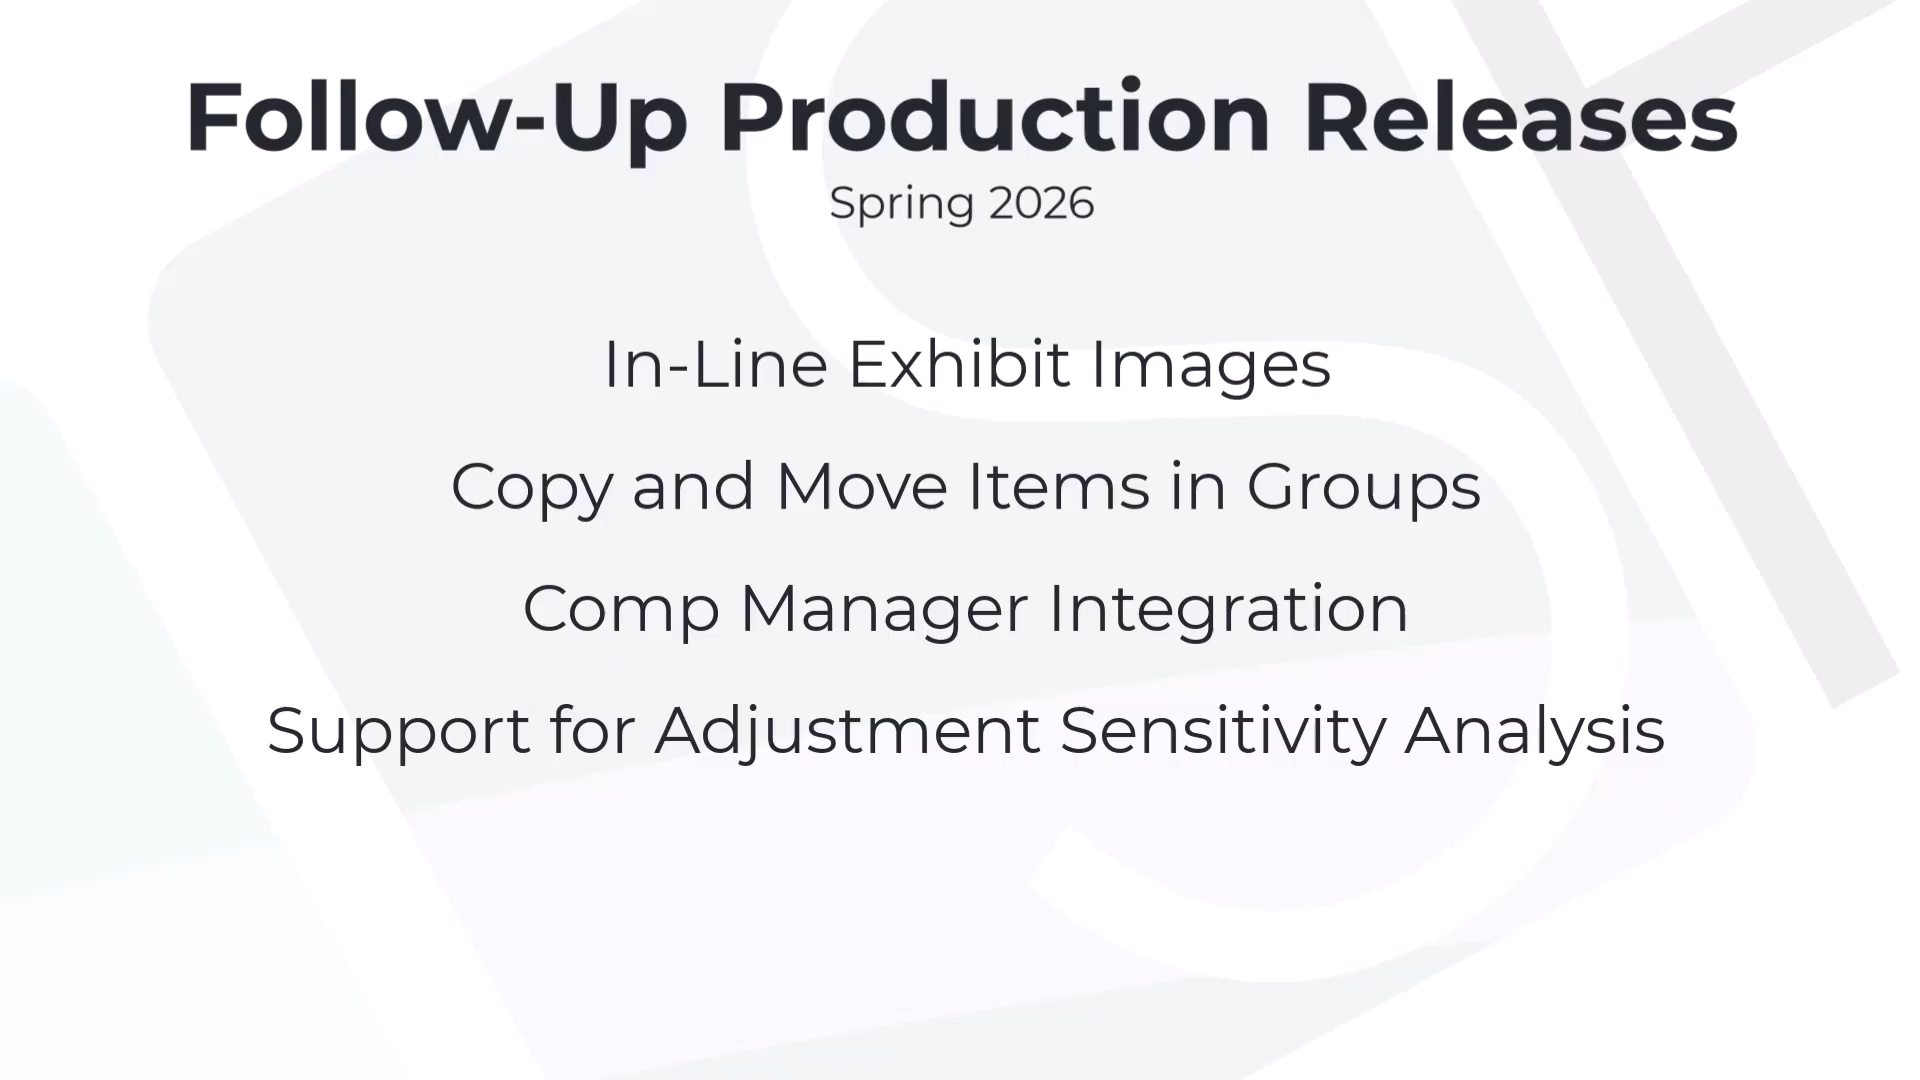 Follow-Up Production Releases
Spring 2026
In-Line Exhibit Images
Copy and Move Items in Groups
Comp Manager Integration
Support for Adjustment Sensitivity Analysis